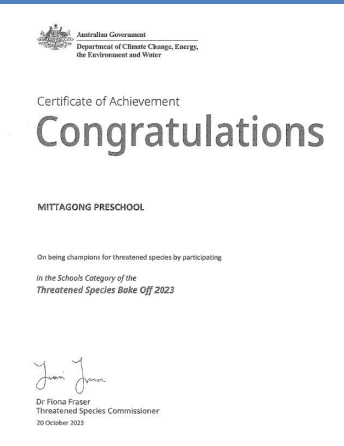 Australian Government
Department of Climate Change, Energy,
the Environment and Water
Certificate of Achievement
Congratulations
MITTAGONG PRESCHOOL
On being champions for threatened species by participating
in the Schools Category of the
Threatened Species Bake Off 2023
Dr Fiona Fraser
Threatened Species Commissioner
20 October 2023